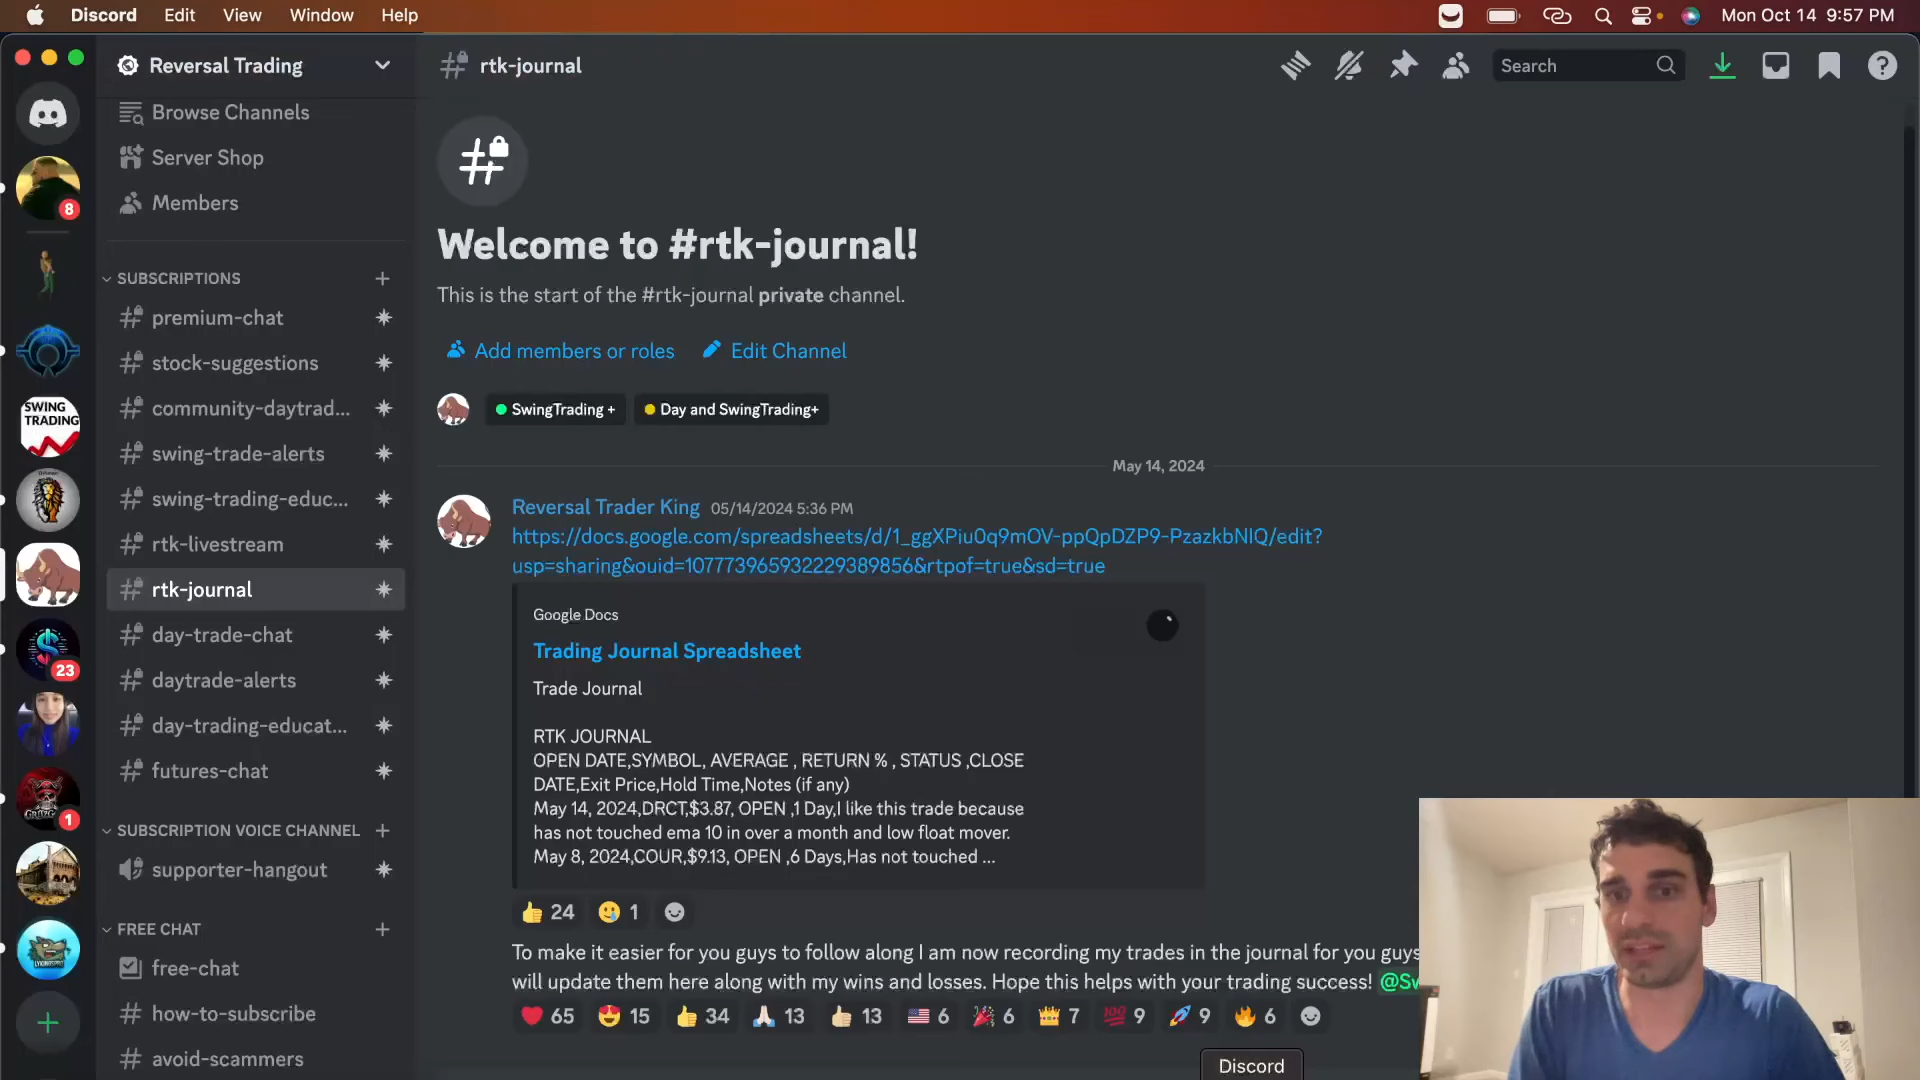 Discord Edit View Window Help
Mon Oct 14 9:57 PM
Reversal Trading
rtk-journal
Search
Browse Channels
Server Shop
Members
SUBSCRIPTIONS
premium-chat
stock-suggestions
community-daytrad...
swing-trade-alerts
swing-trading-educ...
rtk-livestream
rtk-journal
day-trade-chat
daytrade-alerts
day-trading-educat...
futures-chat
SUBSCRIPTION VOICE CHANNEL
supporter-hangout
FREE CHAT
free-chat
how-to-subscribe
avoid-scammers
8
SWING
TRADING
23
1
Welcome to #rtk-journal!
This is the start of the #rtk-journal private channel.
Add members or roles Edit Channel
SwingTrading + Day and SwingTrading+
May 14, 2024
Reversal Trader King 05/14/2024 5:36 PM
https://docs.google.com/spreadsheets/d/1_ggXPiu0q9mOV-ppQpDZP9-PzazkbNIQ/edit?
usp=sharing&ouid=107773965932229389856&rtpof=true&sd=true
Google Docs
Trading Journal Spreadsheet
Trade Journal
RTK JOURNAL
OPEN DATE,SYMBOL, AVERAGE , RETURN % , STATUS ,CLOSE
DATE,Exit Price,Hold Time,Notes (if any)
May 14, 2024,DRCT,$3.87, OPEN ,1 Day,I like this trade because
has not touched ema 10 in over a month and low float mover.
May 8, 2024,COUR,$9.13, OPEN ,6 Days,Has not touched ...
24 1
To make it easier for you guys to follow along I am now recording my trades in the journal for you guys
will update them here along with my wins and losses. Hope this helps with your trading success! @Sw
65 15 34 13 13 6 6 7 9 9 6
Discord